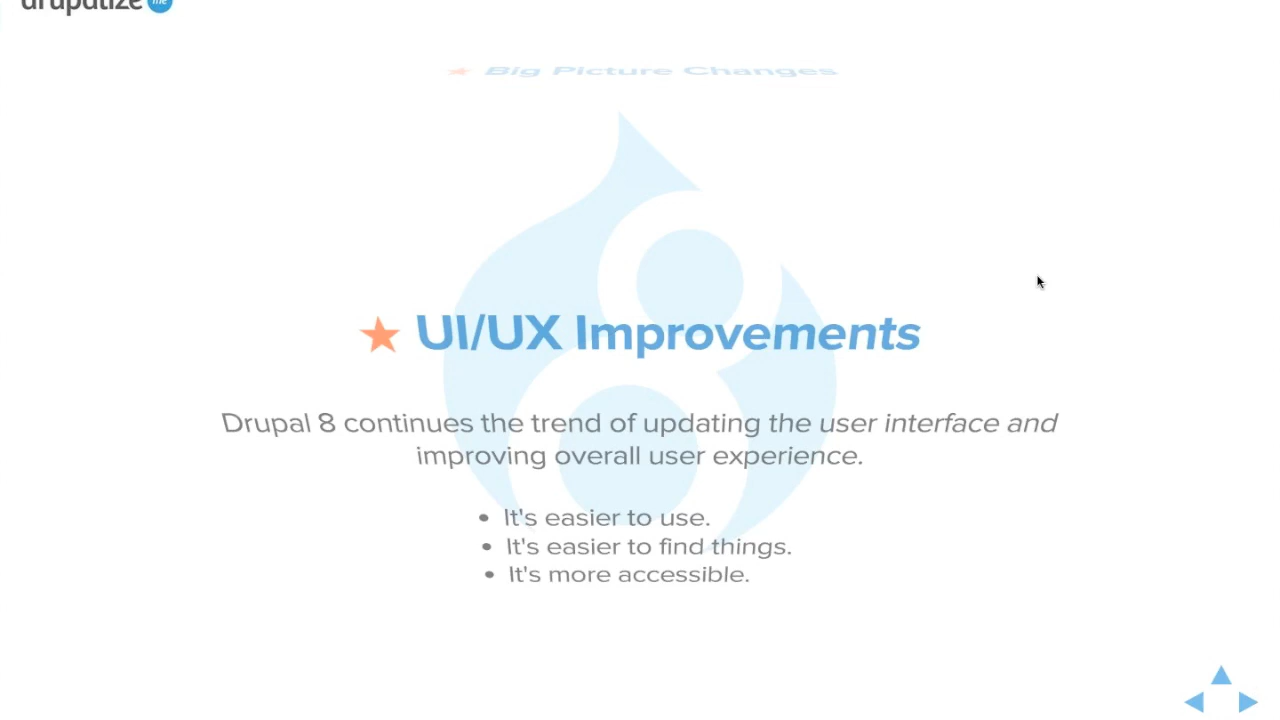 drupalize me
★ Big Picture Changes
★ UI/UX Improvements
Drupal 8 continues the trend of updating the user interface and
improving overall user experience.
• It's easier to use.
• It's easier to find things.
• It's more accessible.